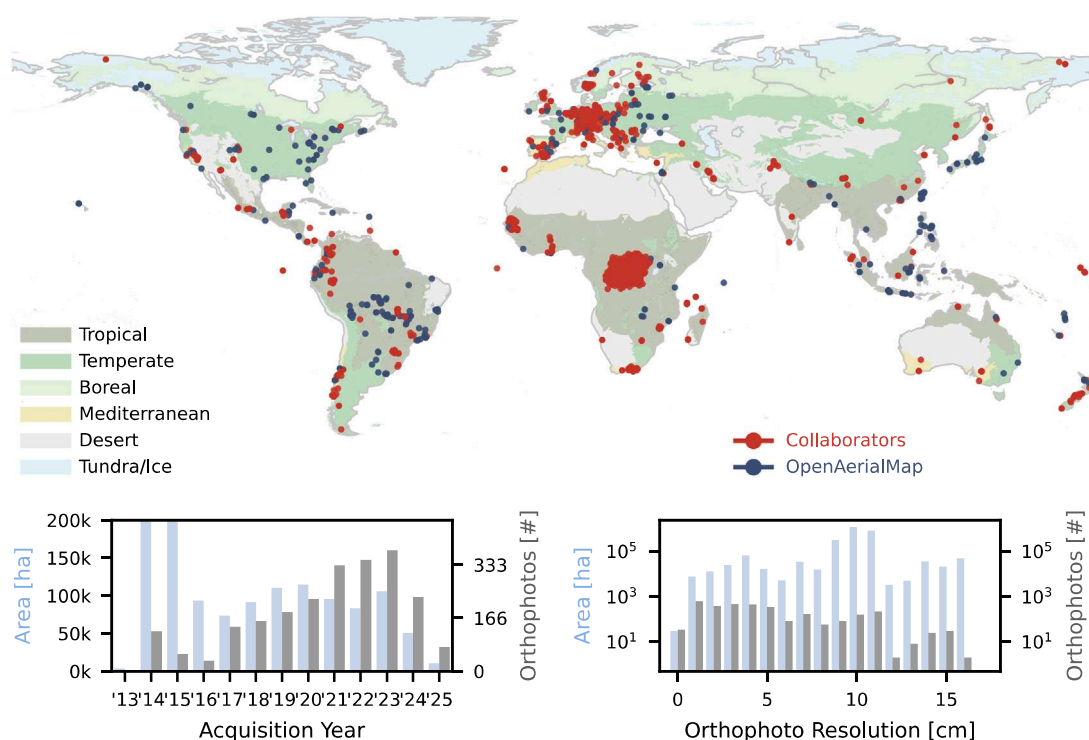 Tropical
Temperate
Boreal
Mediterranean
Desert
Tundra/Ice
Collaborators
OpenAerialMap
200k
150k
100k
50k
0k
Area [ha]
333
166
0
Orthophotos [#]
'13 '14 '15 '16 '17 '18 '19 '20 '21 '22 '23 '24 '25
Acquisition Year
10⁵
10³
10¹
Area [ha]
10⁵
10³
10¹
Orthophotos [#]
0 5 10 15
Orthophoto Resolution [cm]